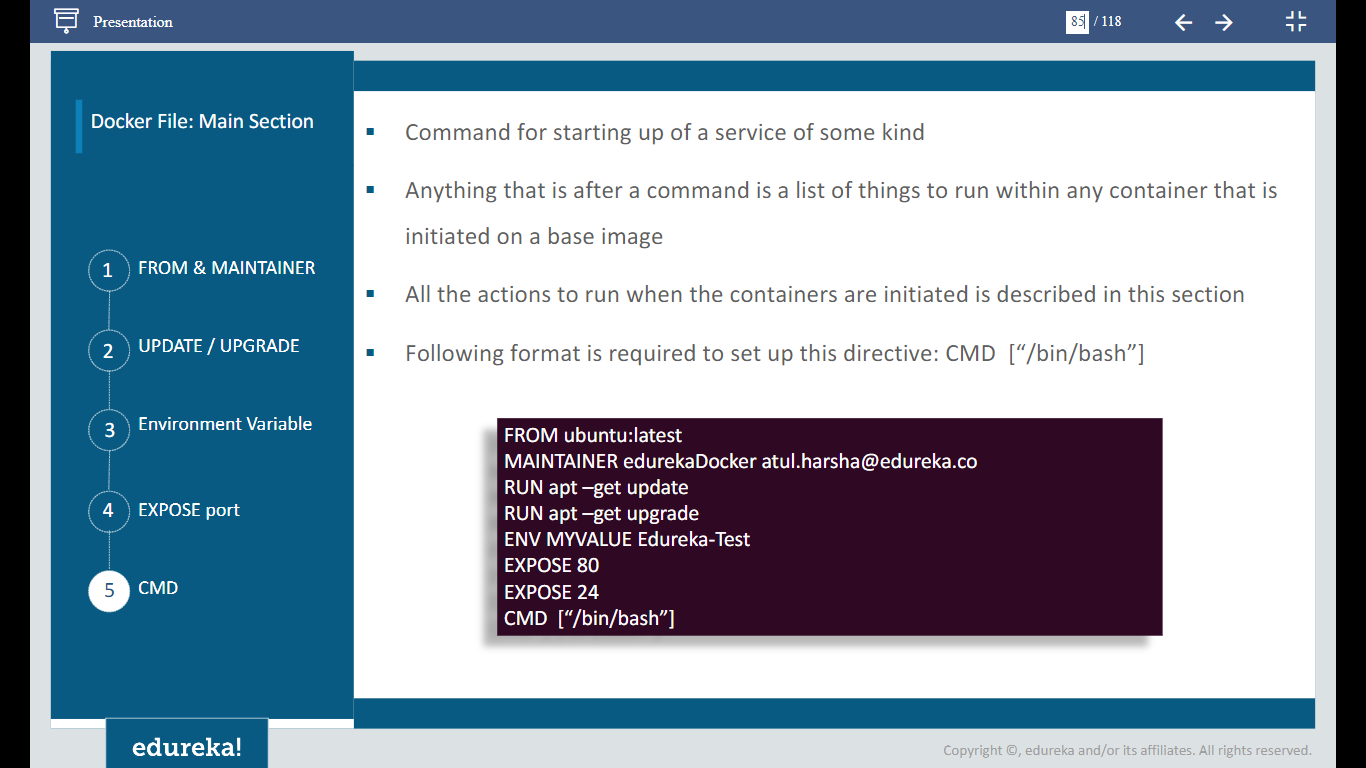 Presentation
85 / 118
Docker File: Main Section
1 FROM & MAINTAINER
2 UPDATE / UPGRADE
3 Environment Variable
4 EXPOSE port
5 CMD
▪ Command for starting up of a service of some kind
▪ Anything that is after a command is a list of things to run within any container that is
initiated on a base image
▪ All the actions to run when the containers are initiated is described in this section
▪ Following format is required to set up this directive: CMD [“/bin/bash”]
FROM ubuntu:latest
MAINTAINER edurekaDocker atul.harsha@edureka.co
RUN apt –get update
RUN apt –get upgrade
ENV MYVALUE Edureka-Test
EXPOSE 80
EXPOSE 24
CMD [“/bin/bash”]
edureka!
Copyright ©, edureka and/or its affiliates. All rights reserved.